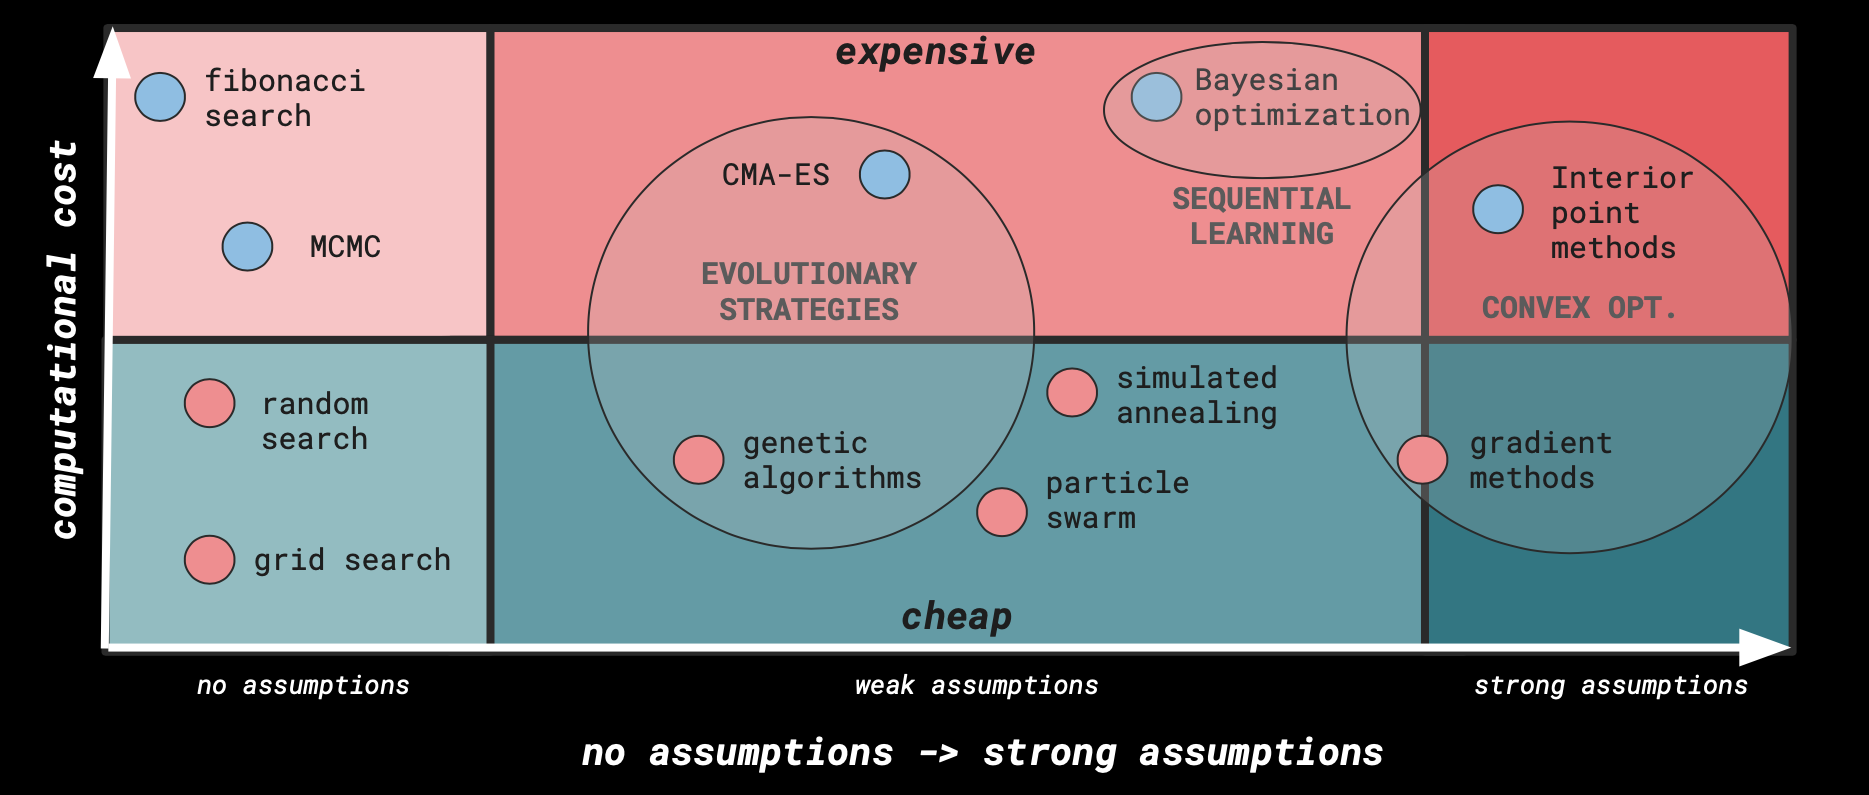 expensive
fibonacci
search
Bayesian
optimization
CMA-ES
SEQUENTIAL
LEARNING
Interior
point
methods
MCMC
EVOLUTIONARY
STRATEGIES
CONVEX OPT.
computational cost
random
search
simulated
annealing
genetic
algorithms
gradient
methods
particle
swarm
grid search
cheap
no assumptions
weak assumptions
strong assumptions
no assumptions -> strong assumptions